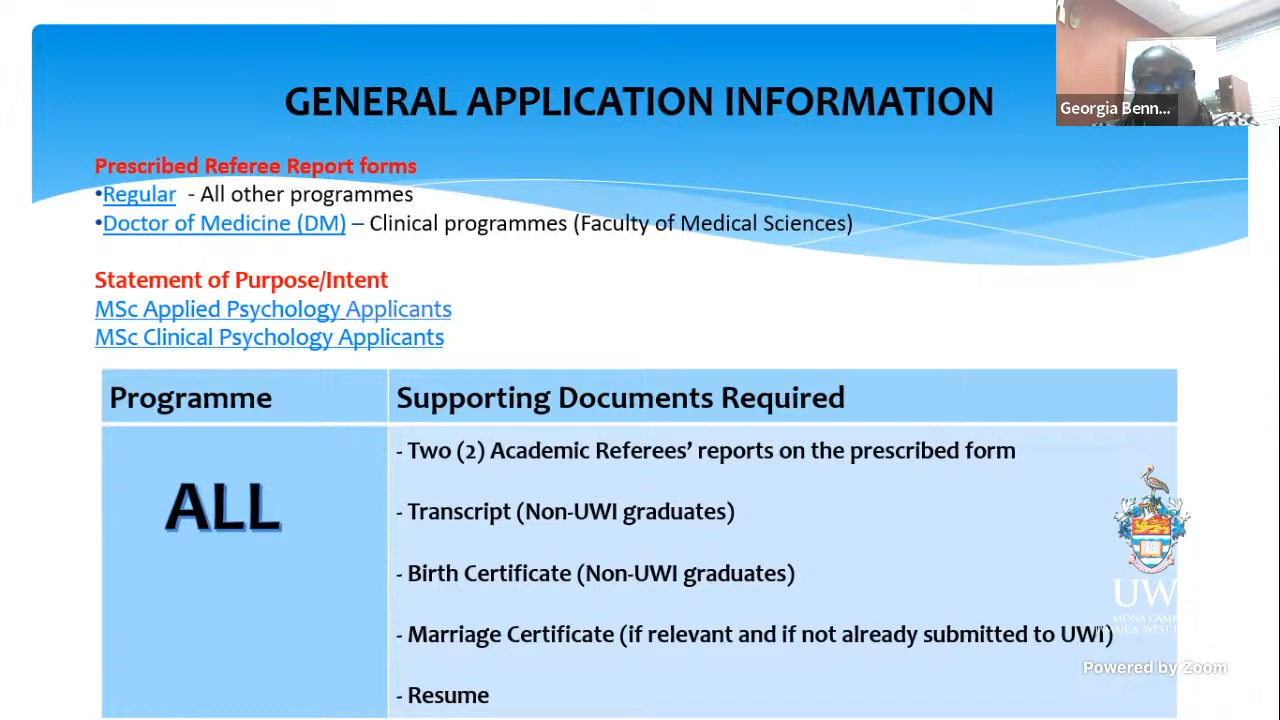 GENERAL APPLICATION INFORMATION
Georgia Benn...
Prescribed Referee Report forms
•Regular - All other programmes
•Doctor of Medicine (DM) – Clinical programmes (Faculty of Medical Sciences)
Statement of Purpose/Intent
MSc Applied Psychology Applicants
MSc Clinical Psychology Applicants
Programme
Supporting Documents Required
ALL
- Two (2) Academic Referees’ reports on the prescribed form
- Transcript (Non-UWI graduates)
- Birth Certificate (Non-UWI graduates)
- Marriage Certificate (if relevant and if not already submitted to UWI)
- Resume
UW
MONA CAMP
Powered by Zoom